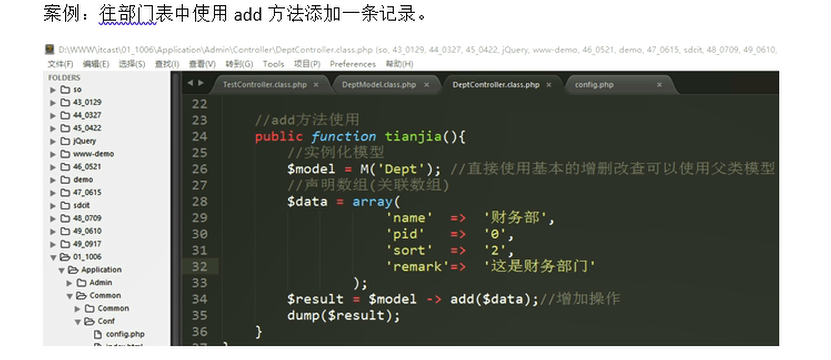 案例：往部门表中使用 add 方法添加一条记录。
D:\WWW\itcast\01_1006\Application\Admin\Controller\DeptController.class.php (so, 43_0129, 44_0327, 45_0422, jQuery, www-demo, 46_0521, demo, 47_0615, sdcit, 48_0709, 49_0610,
文件(F) 编辑(E) 选择(S) 查找(I) 查看(V) 转到(G) Tools 项目(P) Preferences 帮助(H)
FOLDERS
so
43_0129
44_0327
45_0422
jQuery
www-demo
46_0521
demo
47_0615
sdcit
48_0709
49_0610
49_0917
01_1006
Application
Admin
Common
Common
Conf
config.php
index.html
TestController.class.php × DeptModel.class.php × DeptController.class.php × config.php ×
22
23 //add方法使用
24 public function tianjia(){
25 //实例化模型
26 $model = M('Dept'); //直接使用基本的增删改查可以使用父类模型
27 //声明数组(关联数组)
28 $data = array(
29 'name' => '财务部',
30 'pid' => '0',
31 'sort' => '2',
32 'remark'=> '这是财务部门'
33 );
34 $result = $model -> add($data);//增加操作
35 dump($result);
36 }
37 }